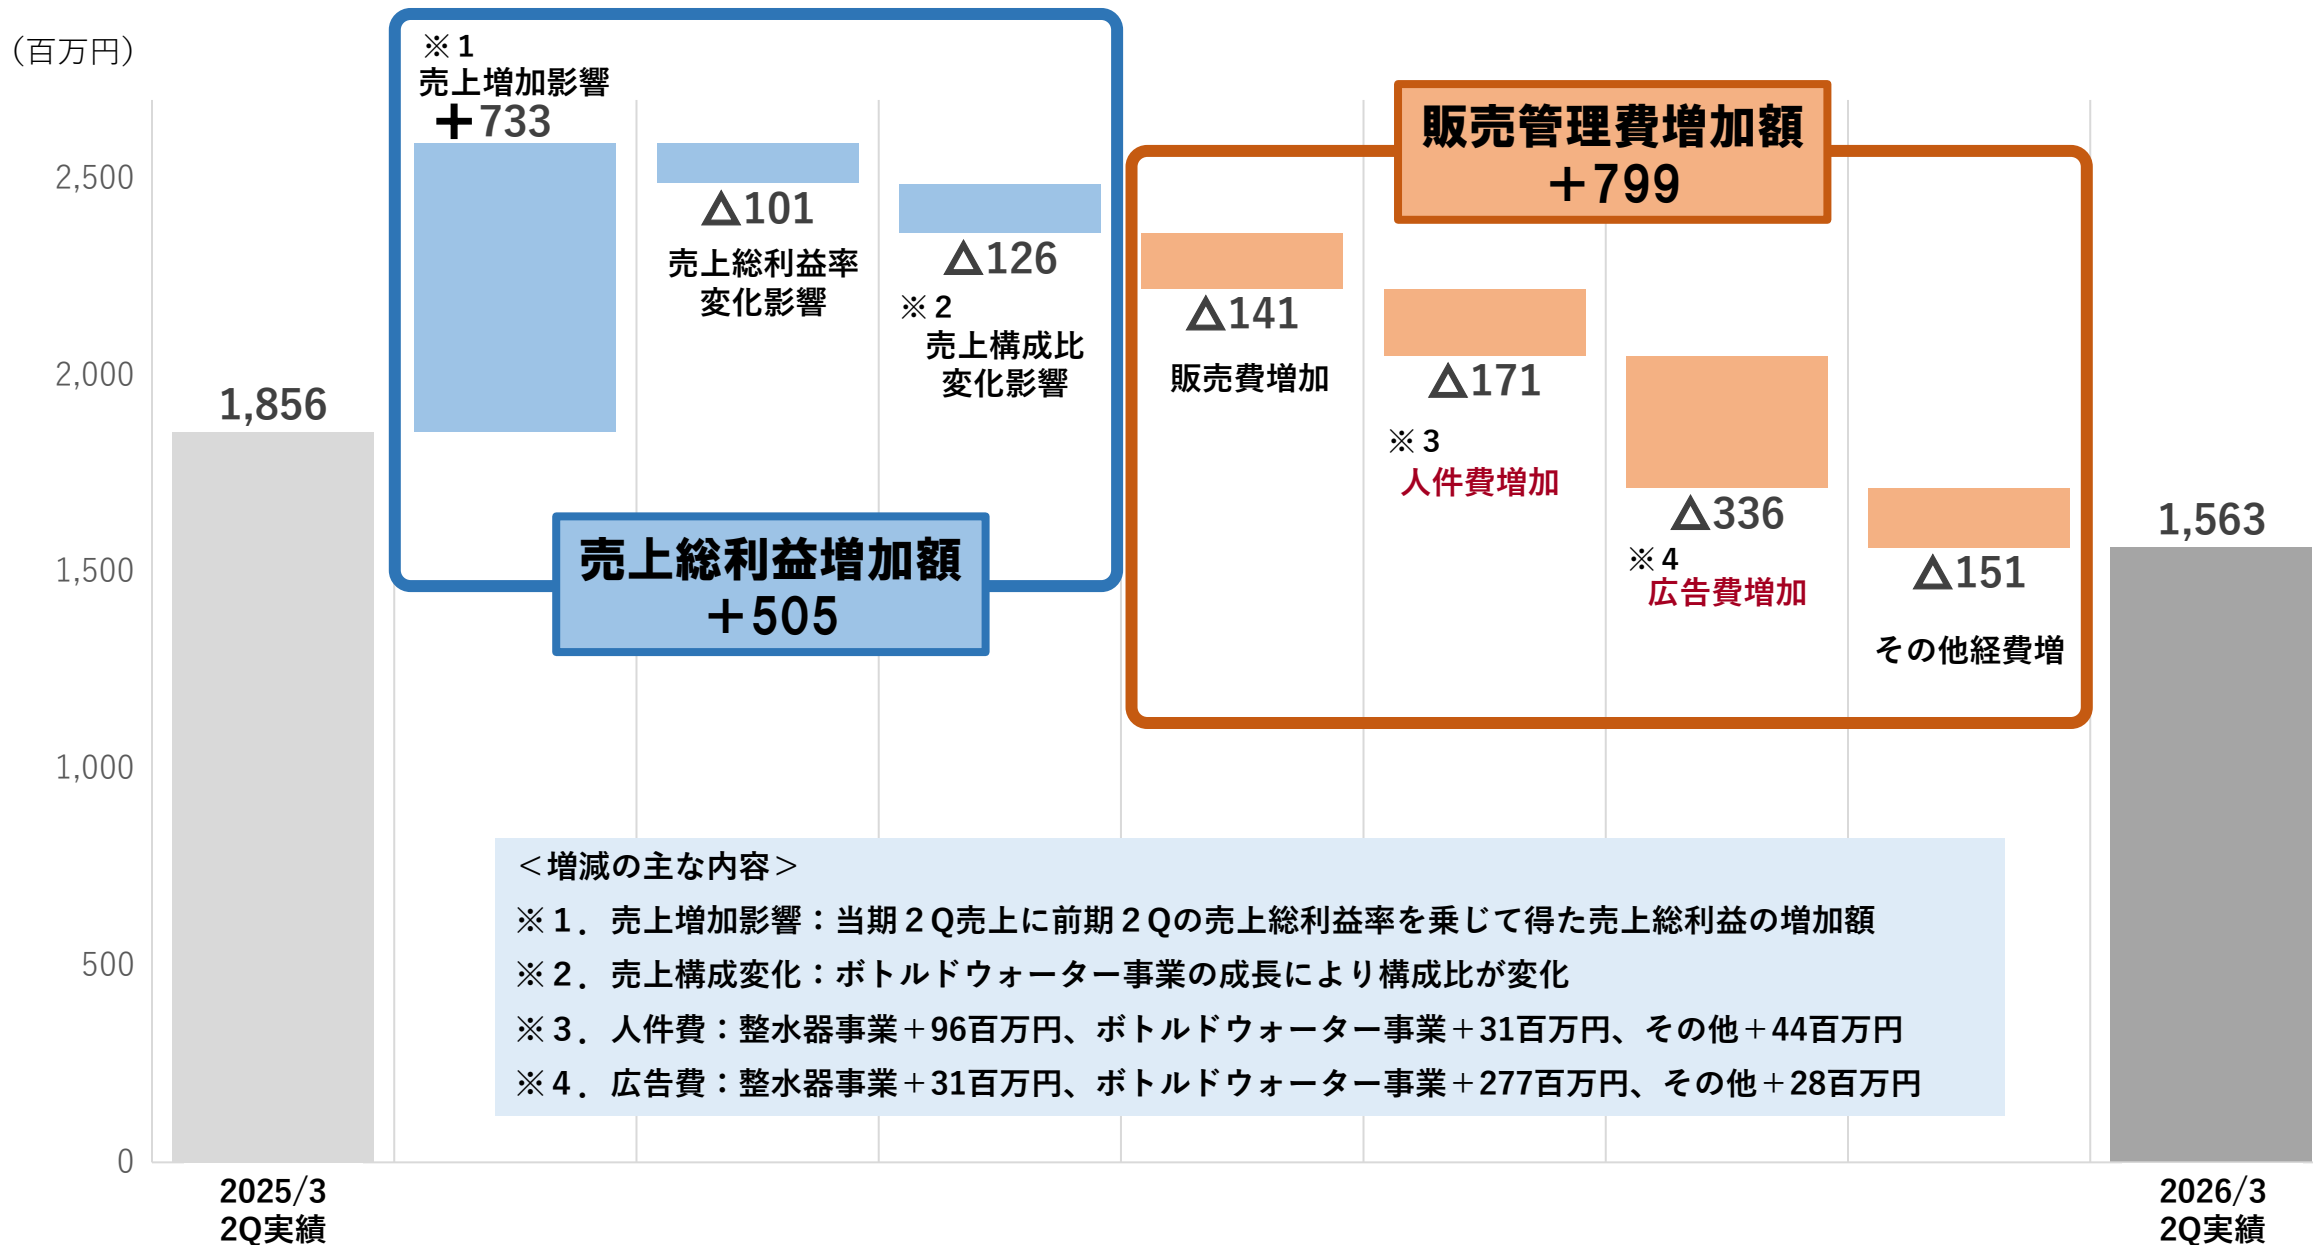 （百万円）
2,500
2,000
1,500
1,000
500
0
1,856
2025/3
2Q実績
※１
売上増加影響
＋733
△101
売上総利益率
変化影響
△126
※２
売上構成比
変化影響
売上総利益増加額
＋505
販売管理費増加額
＋799
△141
販売費増加
△171
※３
人件費増加
△336
※４
広告費増加
△151
その他経費増
1,563
2026/3
2Q実績
＜増減の主な内容＞
※１．売上増加影響：当期２Q売上に前期２Qの売上総利益率を乗じて得た売上総利益の増加額
※２．売上構成変化：ボトルドウォーター事業の成長により構成比が変化
※３．人件費：整水器事業＋96百万円、ボトルドウォーター事業＋31百万円、その他＋44百万円
※４．広告費：整水器事業＋31百万円、ボトルドウォーター事業＋277百万円、その他＋28百万円